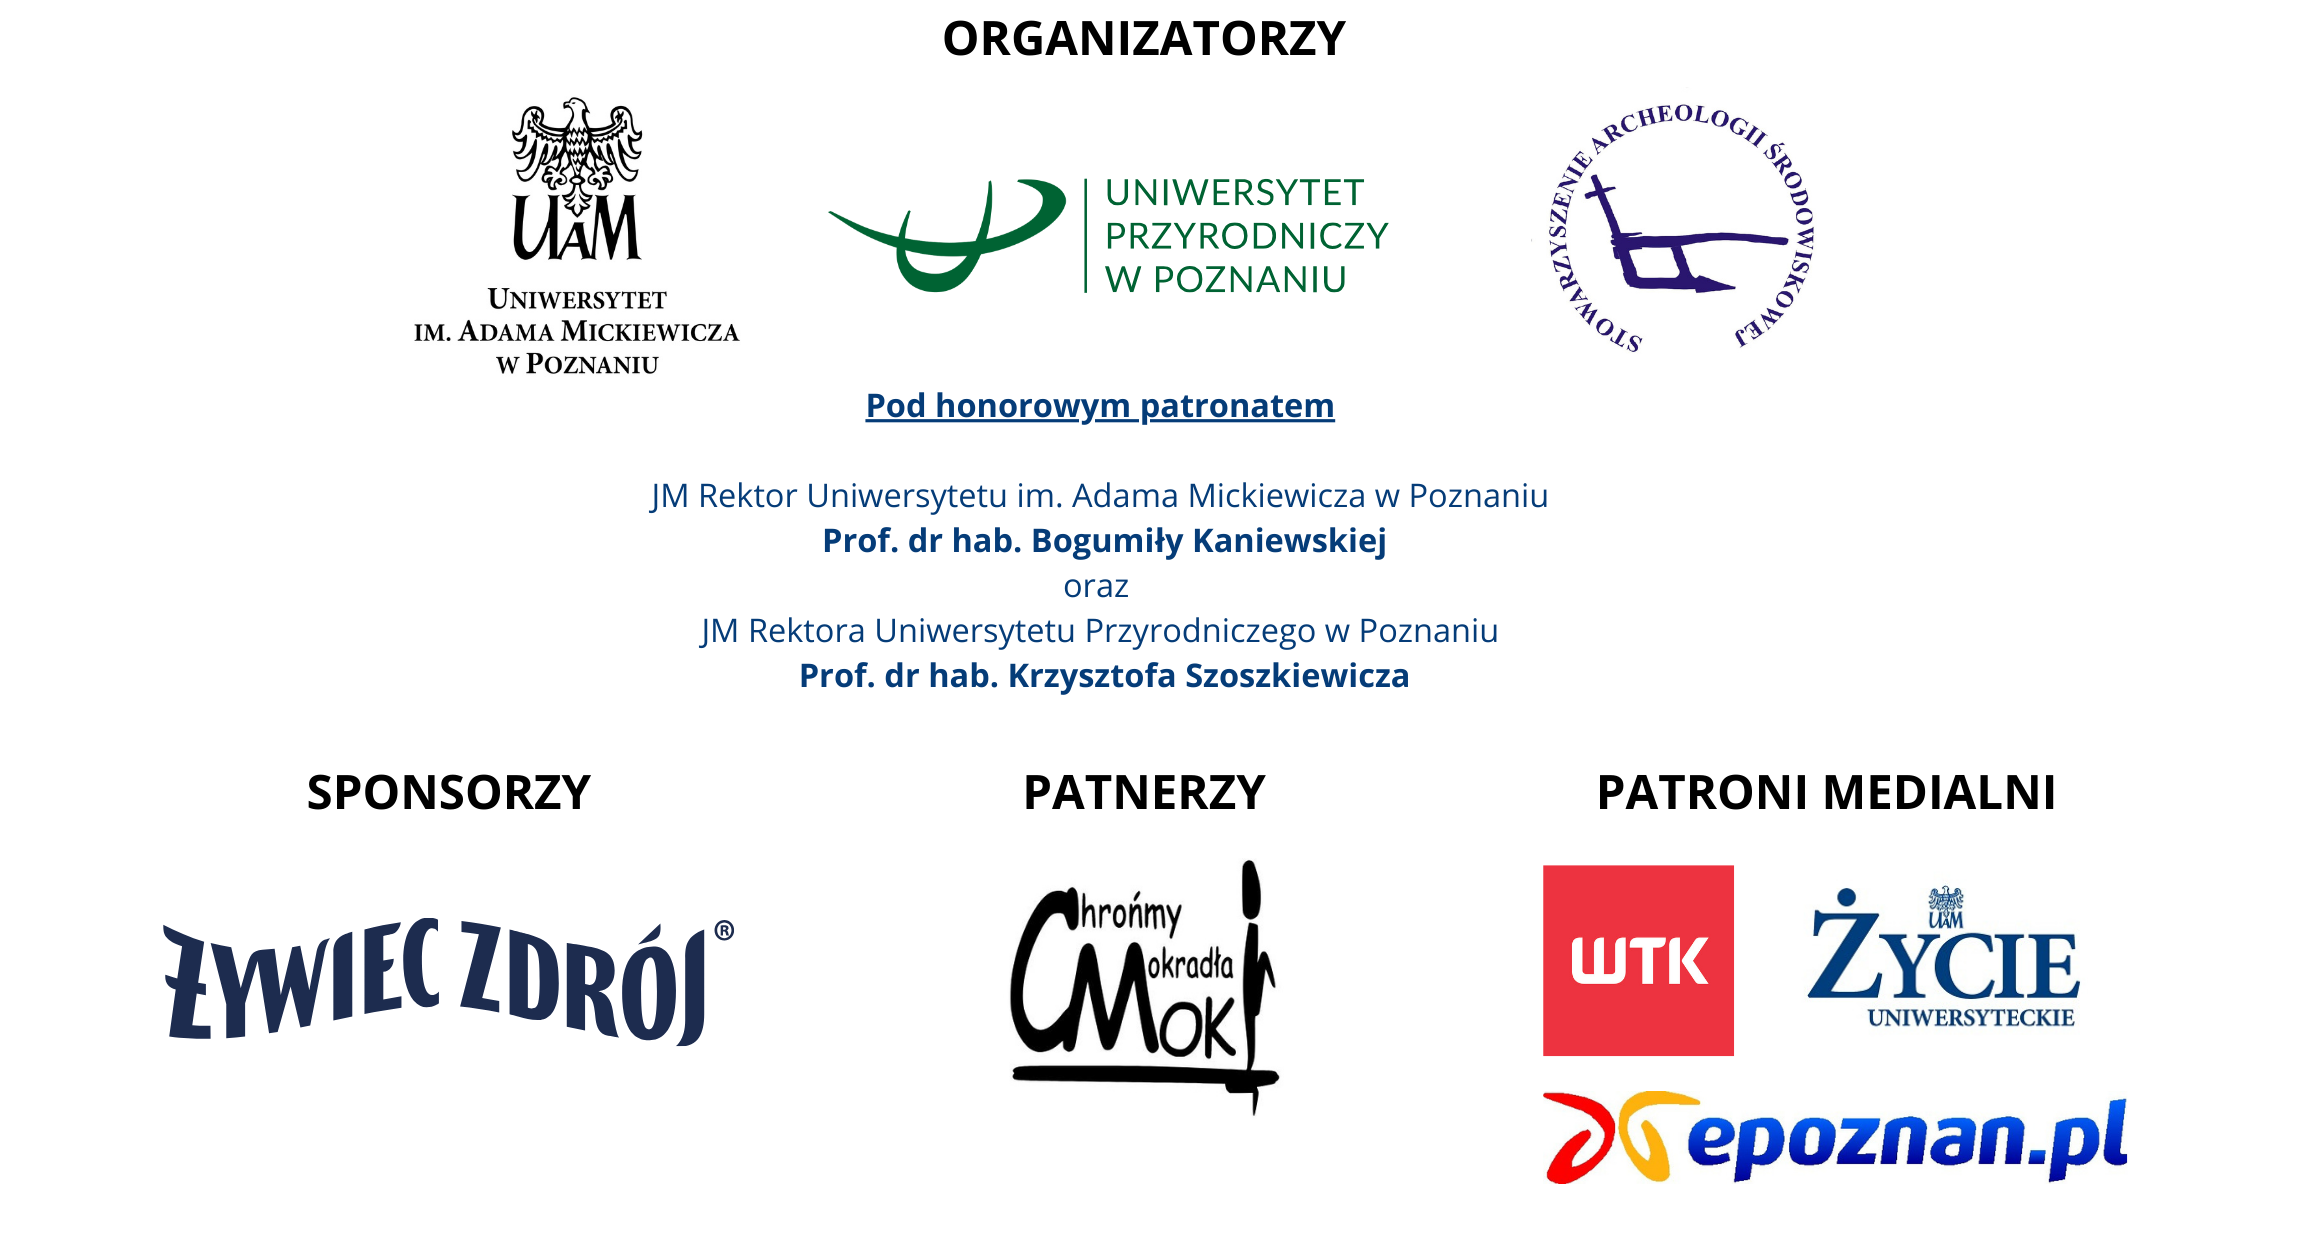 ORGANIZATORZY
UAM
UNIWERSYTET
IM. ADAMA MICKIEWICZA
W POZNANIU
UNIWERSYTET
PRZYRODNICZY
W POZNANIU
STOWARZYSZENIE ARCHEOLOGII ŚRODOWISKOWEJ
Pod honorowym patronatem
JM Rektor Uniwersytetu im. Adama Mickiewicza w Poznaniu
Prof. dr hab. Bogumiły Kaniewskiej
oraz
JM Rektora Uniwersytetu Przyrodniczego w Poznaniu
Prof. dr hab. Krzysztofa Szoszkiewicza
SPONSORZY
ŻYWIEC ZDRÓJ®
PATNERZY
Chrońmy
Mokradła
CMok
PATRONI MEDIALNI
WTK
UAM
ŻYCIE
UNIWERSYTECKIE
epoznan.pl